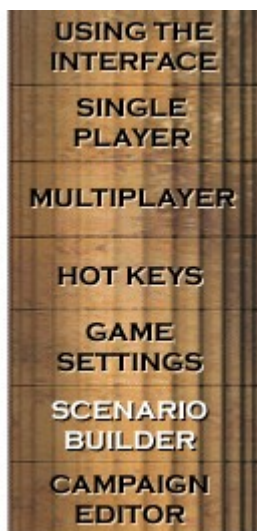 USING THE
INTERFACE
SINGLE
PLAYER
MULTIPLAYER
HOT KEYS
GAME
SETTINGS
SCENARIO
BUILDER
CAMPAIGN
EDITOR